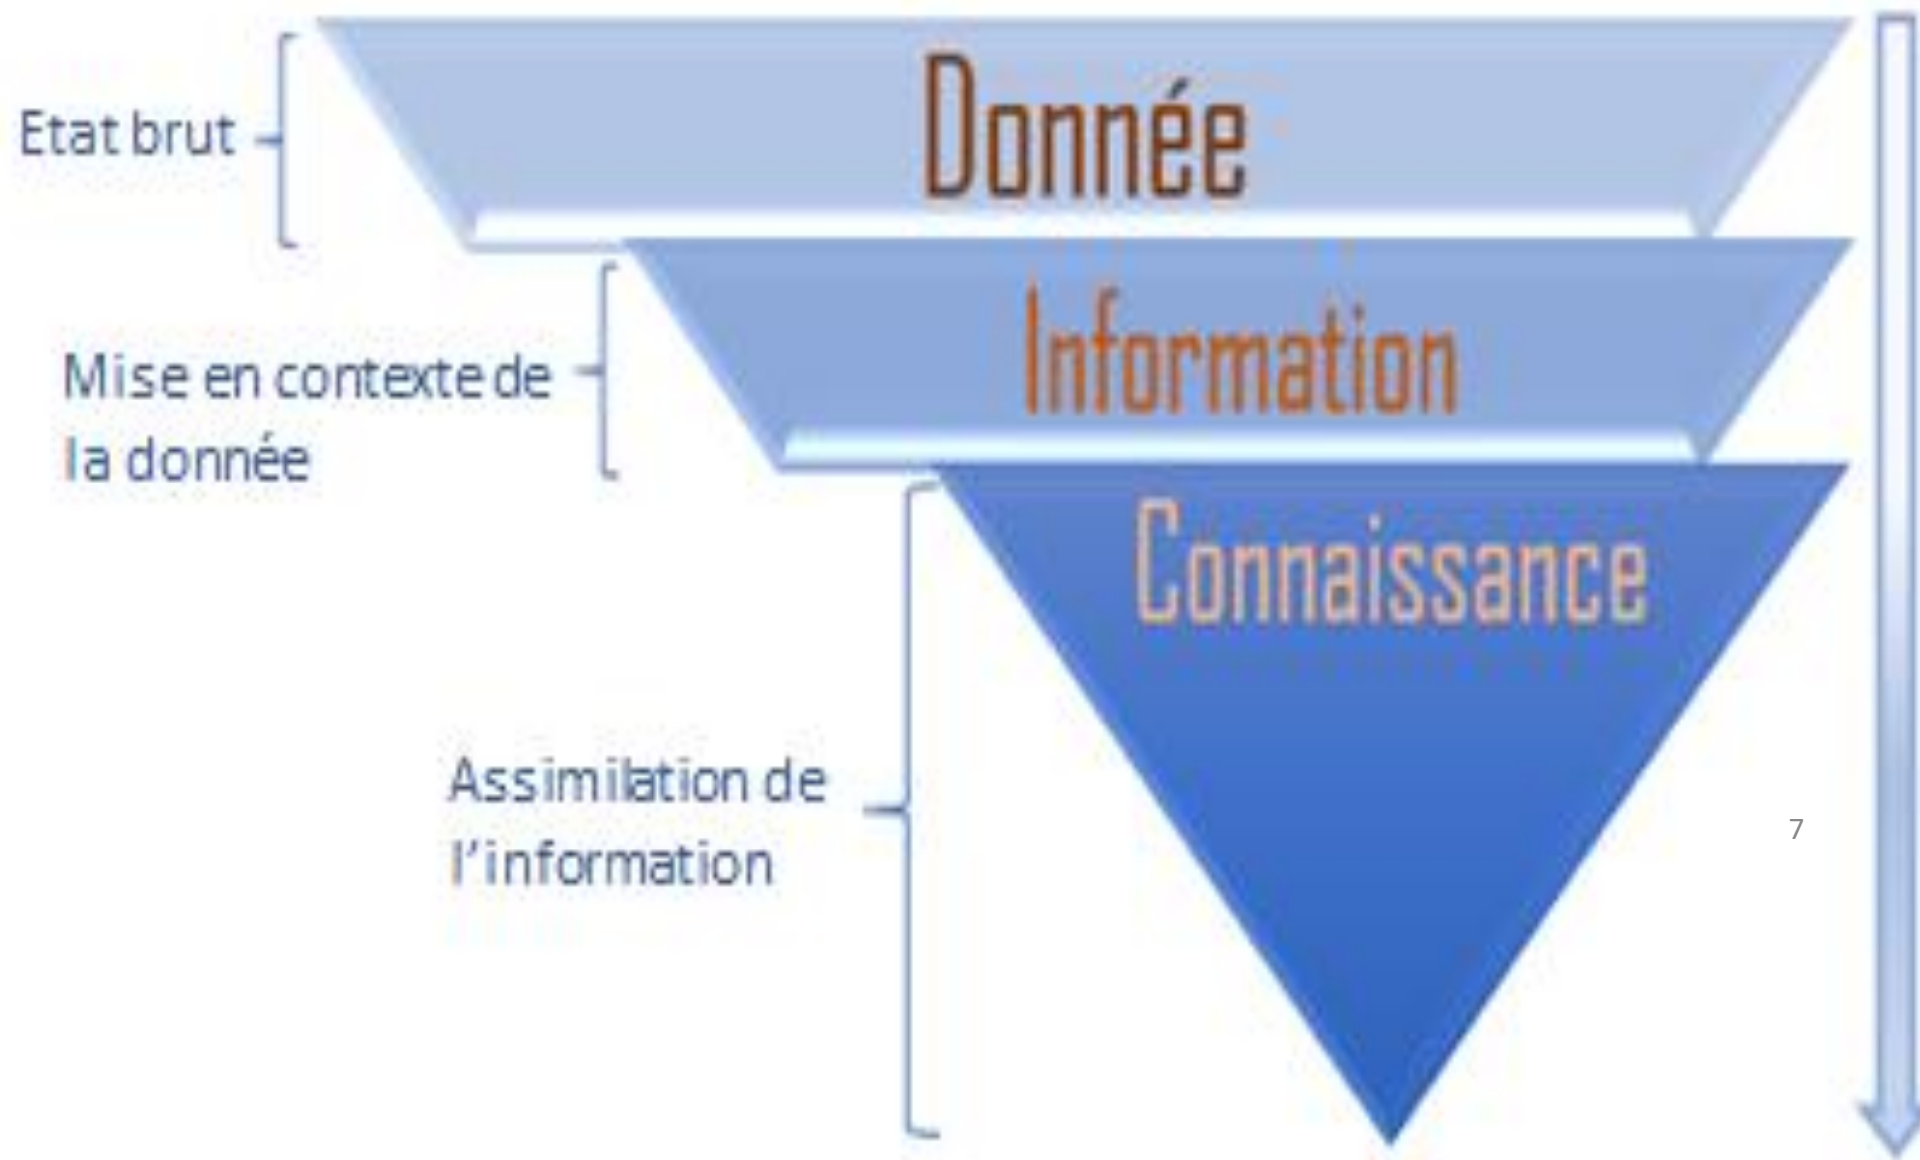 Donnée
Etat brut
Information
Mise en contexte de
la donnée
Connaissance
Assimilation de
l'information
7